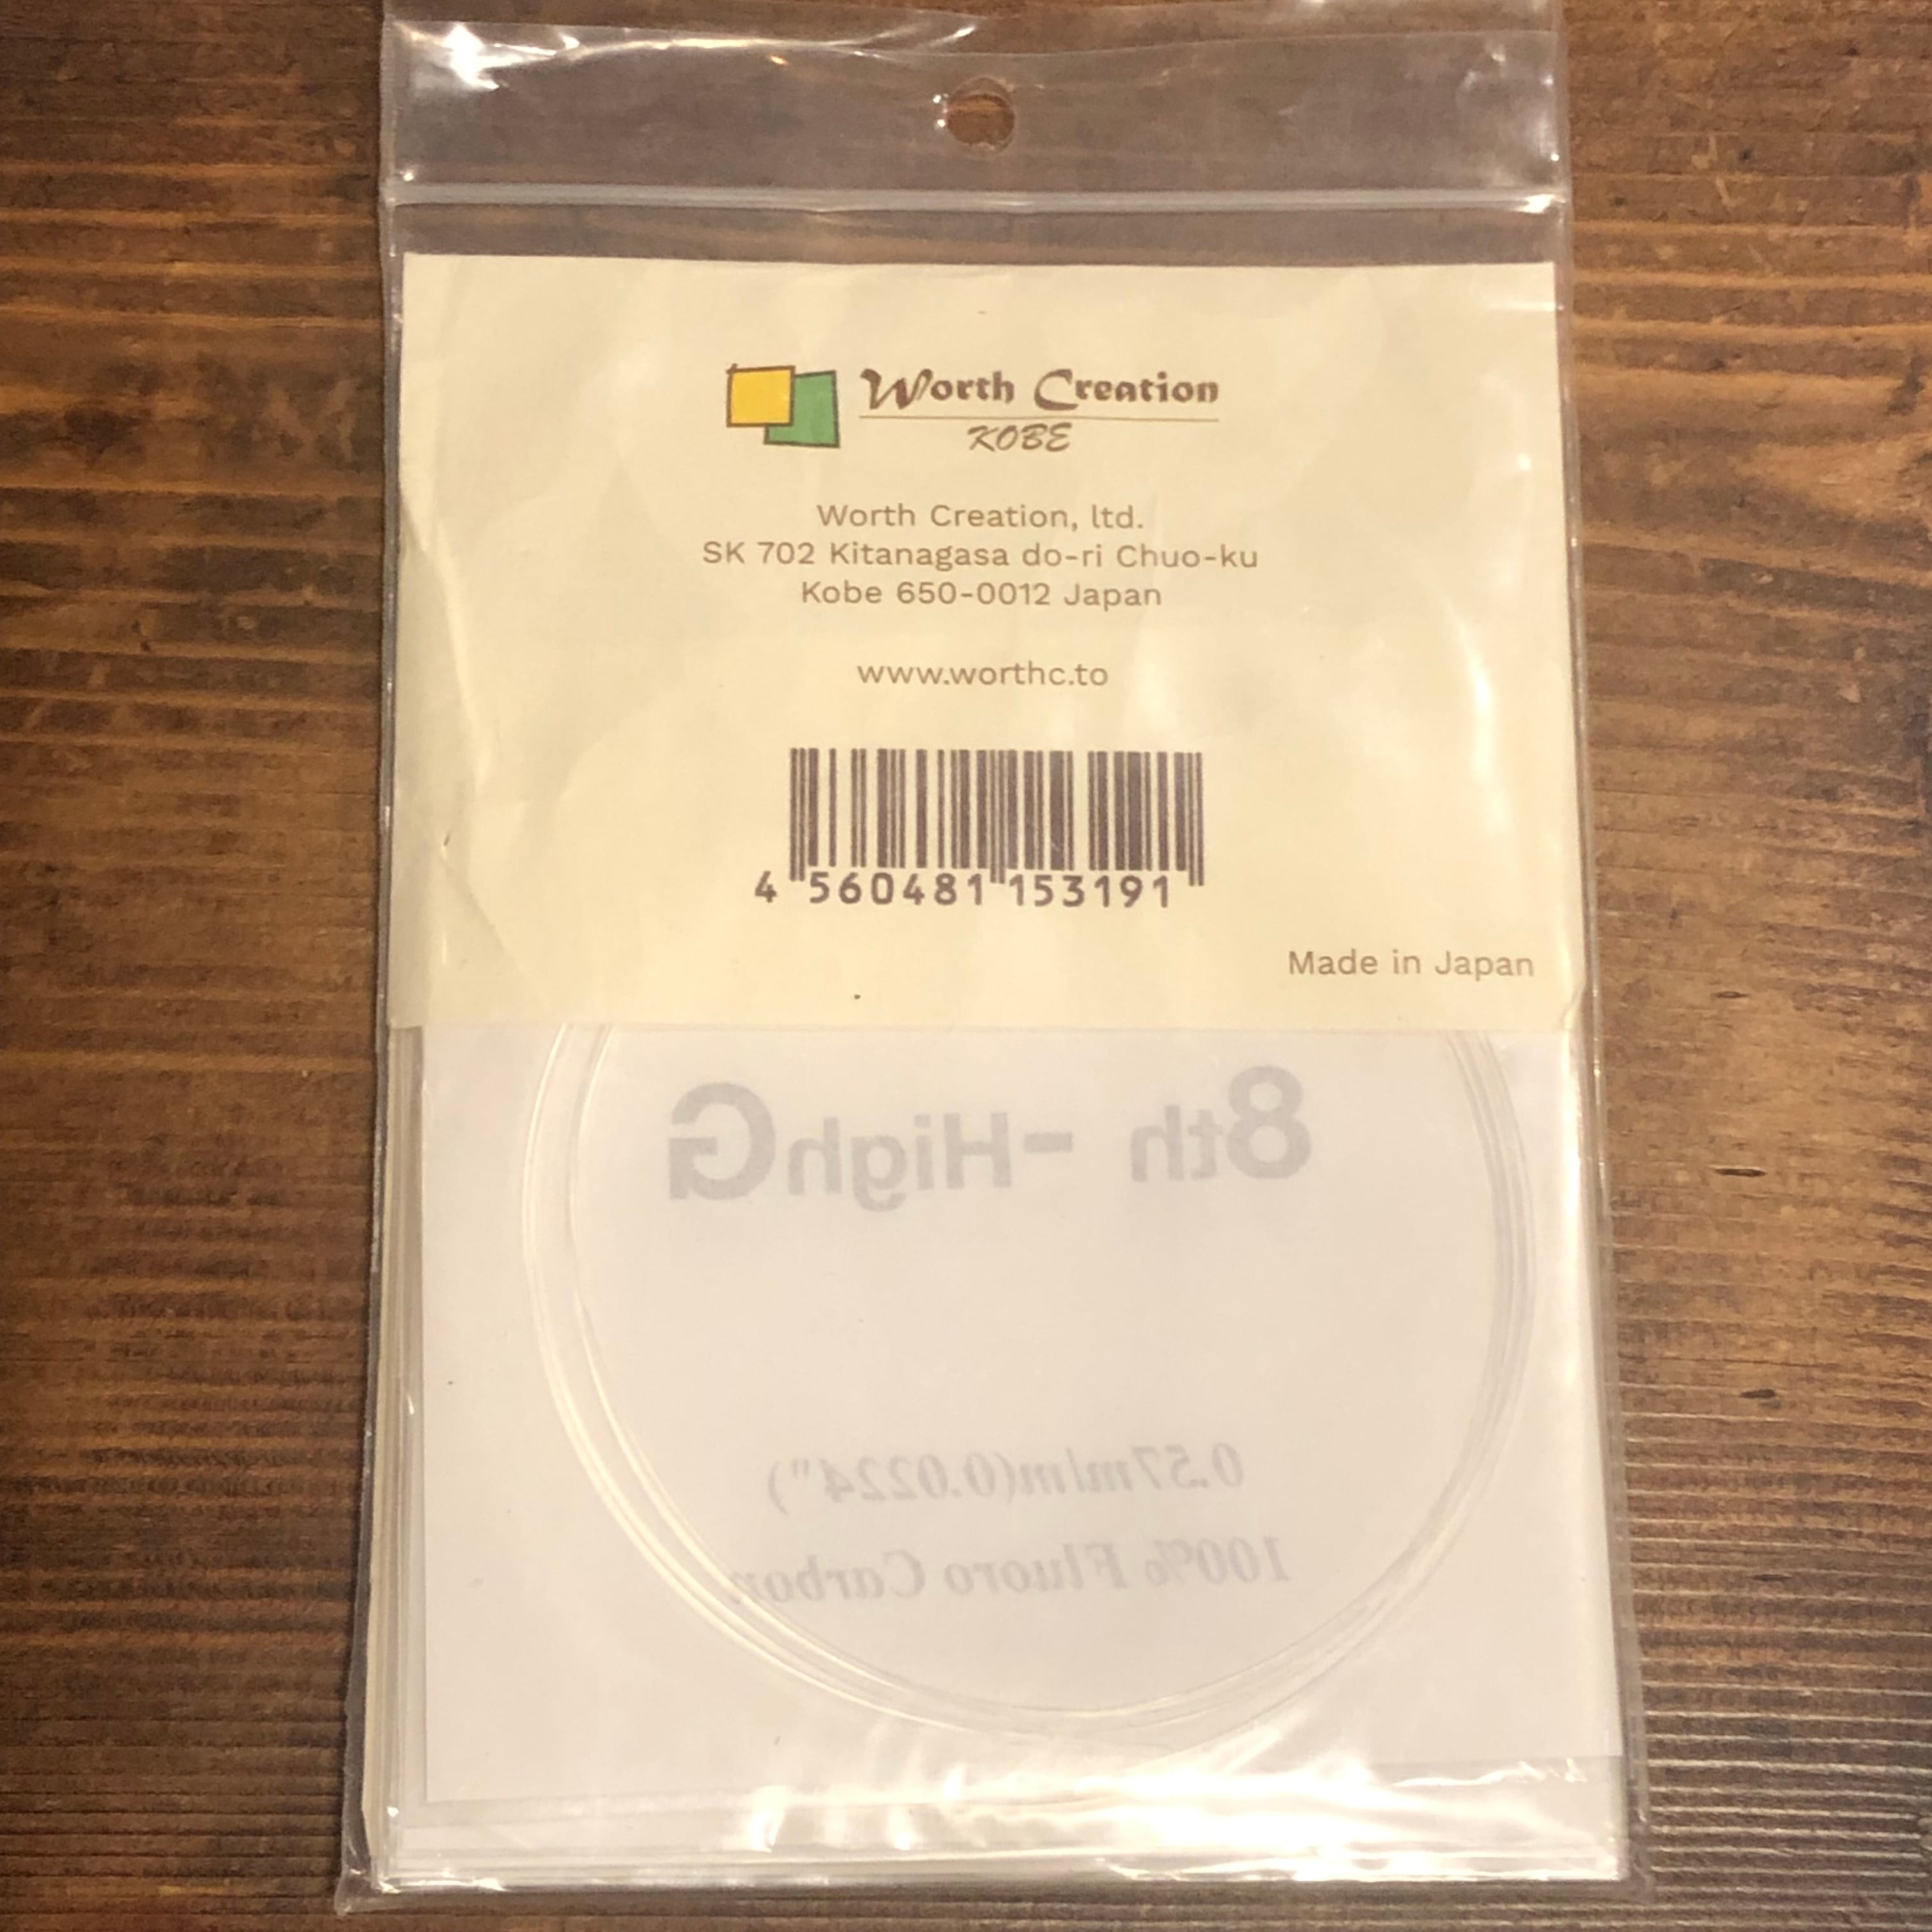 Worth Creation
KOBE
Worth Creation, ltd.
SK 702 Kitanagasa do-ri Chuo-ku
Kobe 650-0012 Japan
www.worthc.to
4 560481 153191
Made in Japan
8th - HighG
0.57m/m(0.0224")
100% Fluoro Carbon